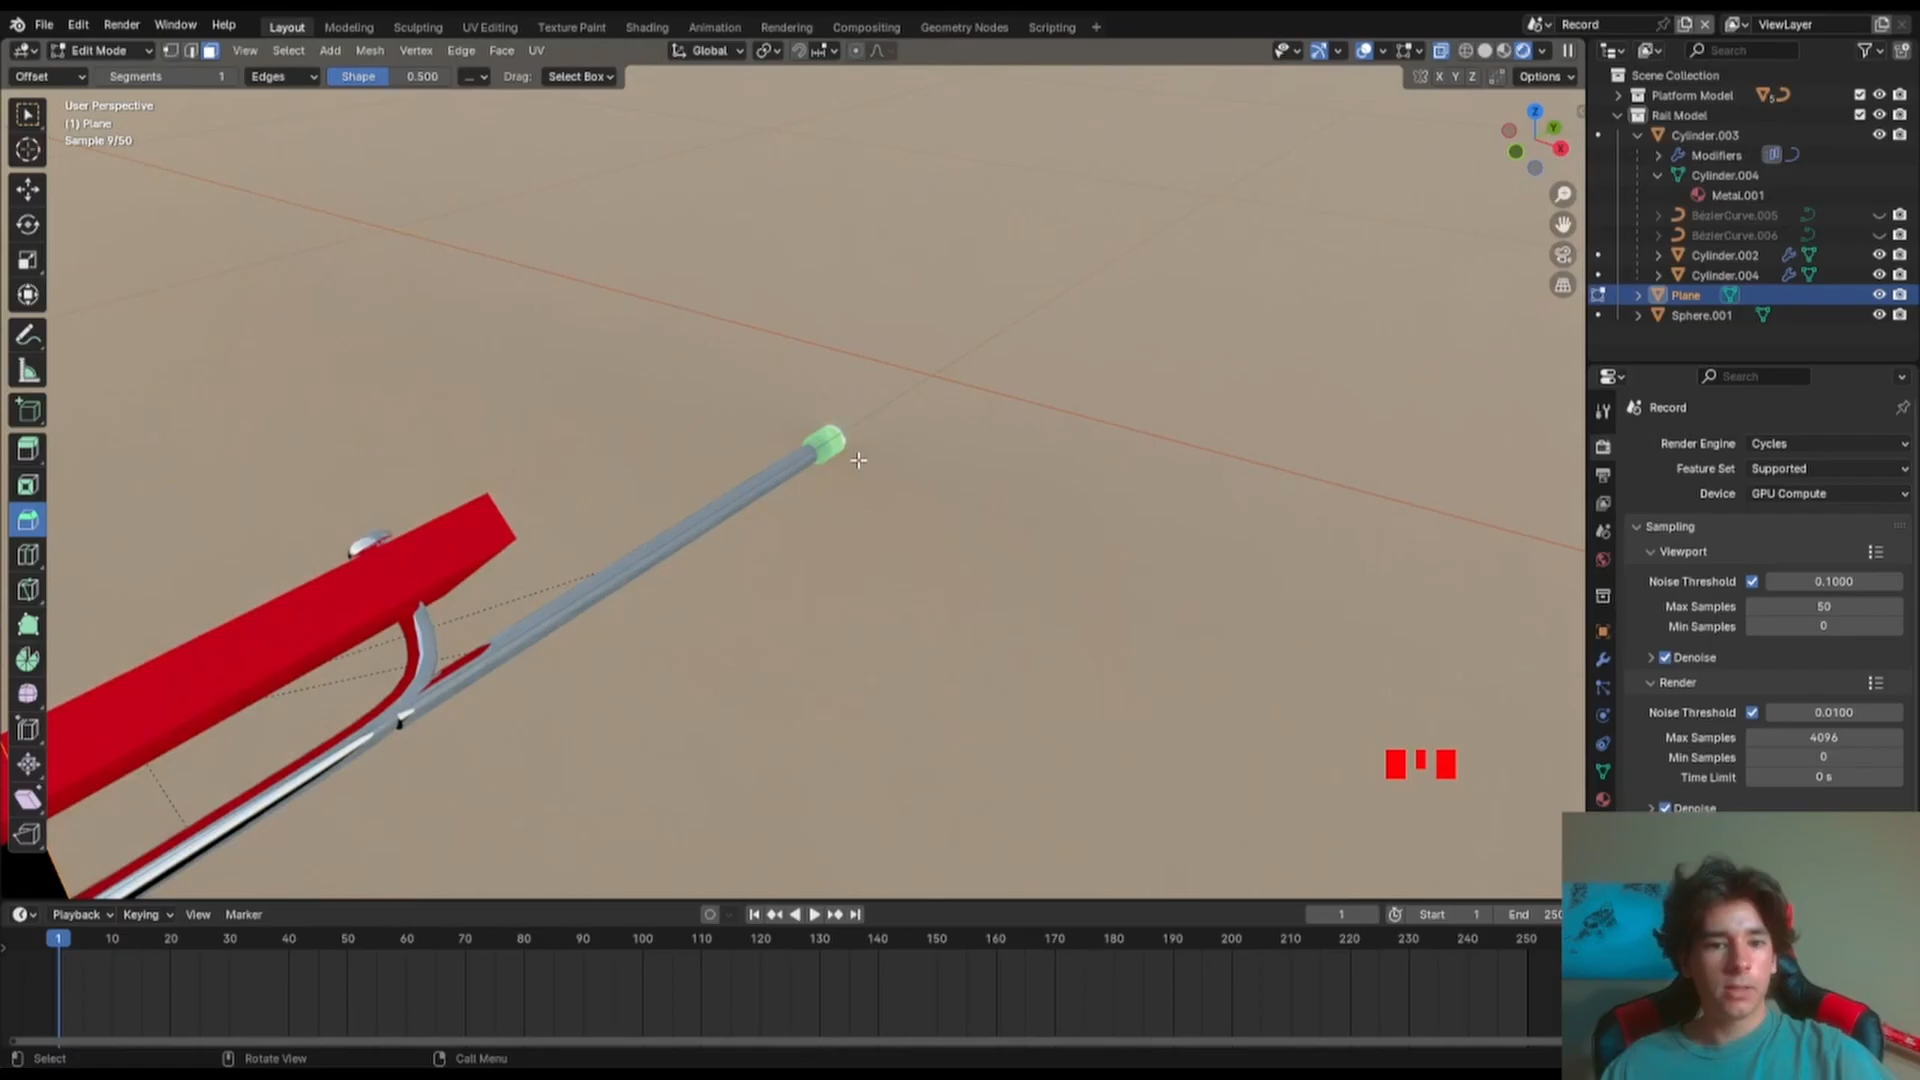 File Edit Render Window Help Layout Modeling Sculpting UV Editing Texture Paint Shading Animation Rendering Compositing Geometry Nodes Scripting + Record ViewLayer
Edit Mode View Select Add Mesh Vertex Edge Face UV Global Search
Offset Segments 1 Edges Shape 0.500 ... Drag: Select Box X Y Z Options
User Perspective
(1) Plane
Sample 9/50
Z
Y
X
Scene Collection
Platform Model 5
Rail Model
Cylinder.003
Modifiers
Cylinder.004
Metal.001
BézierCurve.005
BézierCurve.006
Cylinder.002
Cylinder.004
Plane
Sphere.001
Search
Record
Render Engine Cycles
Feature Set Supported
Device GPU Compute
Sampling
Viewport
Noise Threshold 0.1000
Max Samples 50
Min Samples 0
Denoise
Render
Noise Threshold 0.0100
Max Samples 4096
Min Samples 0
Time Limit 0 s
Denoise
Playback Keying View Marker 1 Start 1 End 250
1 10 20 30 40 50 60 70 80 90 100 110 120 130 140 150 160 170 180 190 200 210 220 230 240 250
Select Rotate View Call Menu